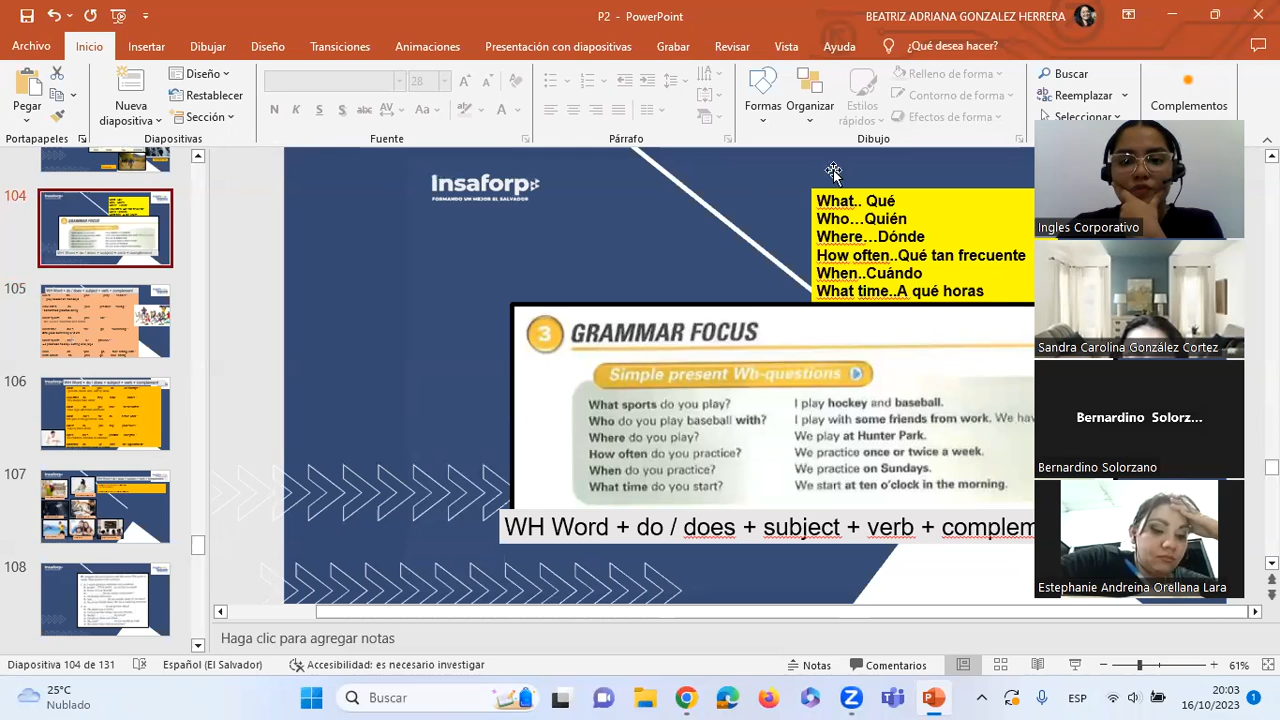 P2 - PowerPoint
BEATRIZ ADRIANA GONZALEZ HERRERA
Archivo Inicio Insertar Dibujar Diseño Transiciones Animaciones Presentación con diapositivas Grabar Revisar Vista Ayuda ¿Qué desea hacer?
Pegar
Portapapeles
Nueva diapositiva
Diseño
Restablecer
Sección
Diapositivas
28
N K S S abc AV Aa A
Fuente
Párrafo
Formas Organizar Estilos rápidos
Relleno de forma
Contorno de forma
Efectos de forma
Dibujo
Buscar
Reemplazar
Seleccionar
Complementos
104
105
106
107
108
Insaforp
FORMANDO UN MEJOR EL SALVADOR
What.. Qué
Who...Quién
Where...Dónde
How often..Qué tan frecuente
When..Cuándo
What time..A qué horas
3 GRAMMAR FOCUS
Simple present Wh-questions
What sports do you play? I play hockey and baseball.
Who do you play baseball with? I play with some friends from work. We hav
Where do you play? We play at Hunter Park.
How often do you practice? We practice once or twice a week.
When do you practice? We practice on Sundays.
What time do you start? We start at ten o'clock in the morning.
WH Word + do / does + subject + verb + complem
Ingles Corporativo
Sandra Carolina González Cortez
Bernardino Solorz...
Bernardino Solorzano
Estephanie Andreina Orellana Lara
Haga clic para agregar notas
Diapositiva 104 de 131 Español (El Salvador) Accesibilidad: es necesario investigar Notas Comentarios 61%
25°C
Nublado
Buscar
ESP
20:03
16/10/2023
1